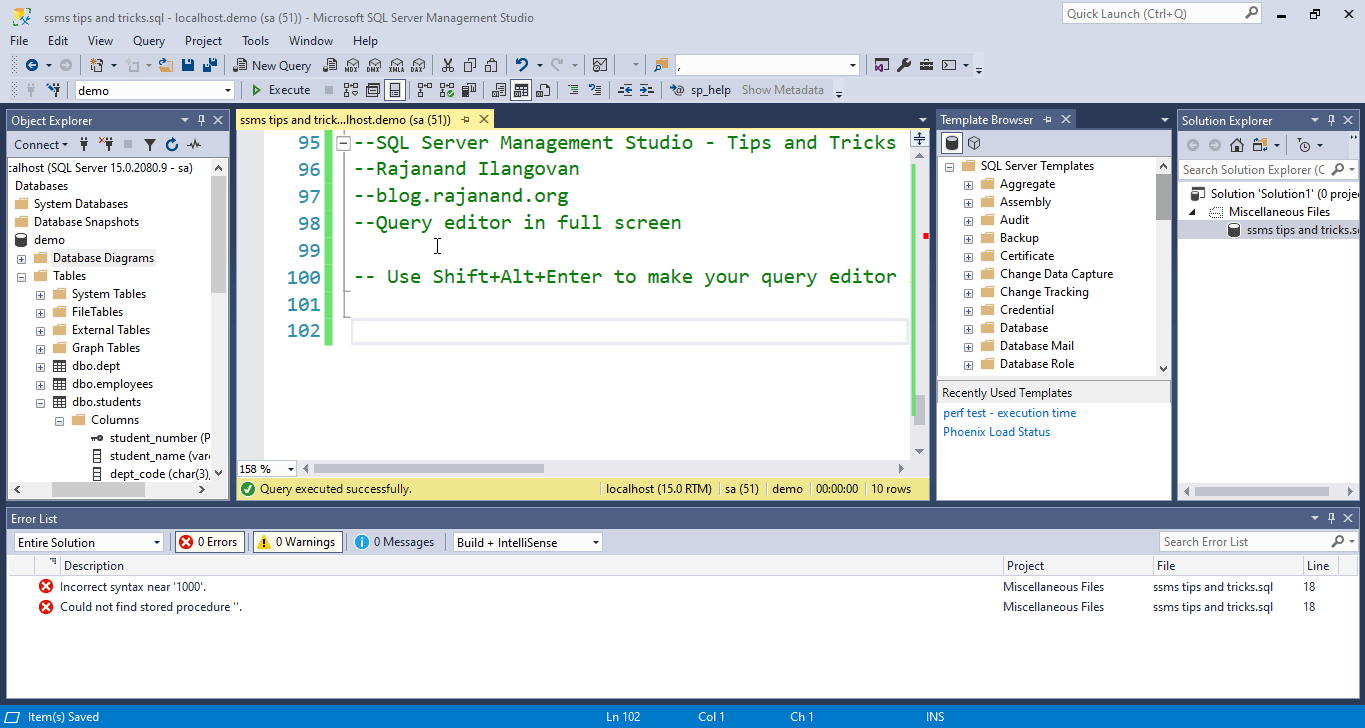 ssms tips and tricks.sql - localhost.demo (sa (51)) - Microsoft SQL Server Management Studio
Quick Launch (Ctrl+Q)
File Edit View Query Project Tools Window Help
New Query MDX DMX XMLA DAX ,
demo Execute sp_help Show Metadata
Object Explorer
Connect
:alhost (SQL Server 15.0.2080.9 - sa)
Databases
System Databases
Database Snapshots
demo
Database Diagrams
Tables
System Tables
FileTables
External Tables
Graph Tables
dbo.dept
dbo.employees
dbo.students
Columns
student_number (P
student_name (varc
dept_code (char(3),
ssms tips and trick...lhost.demo (sa (51))
95 --SQL Server Management Studio - Tips and Tricks
96 --Rajanand Ilangovan
97 --blog.rajanand.org
98 --Query editor in full screen
99
100 -- Use Shift+Alt+Enter to make your query editor
101
102
158 %
Query executed successfully. localhost (15.0 RTM) sa (51) demo 00:00:00 10 rows
Template Browser
SQL Server Templates
Aggregate
Assembly
Audit
Backup
Certificate
Change Data Capture
Change Tracking
Credential
Database
Database Mail
Database Role
Recently Used Templates
perf test - execution time
Phoenix Load Status
Solution Explorer
Search Solution Explorer (C
Solution 'Solution1' (0 proje
Miscellaneous Files
ssms tips and tricks.sq
Error List
Entire Solution 0 Errors 0 Warnings 0 Messages Build + IntelliSense Search Error List
Description Project File Line
Incorrect syntax near '1000'. Miscellaneous Files ssms tips and tricks.sql 18
Could not find stored procedure ''. Miscellaneous Files ssms tips and tricks.sql 18
Item(s) Saved Ln 102 Col 1 Ch 1 INS